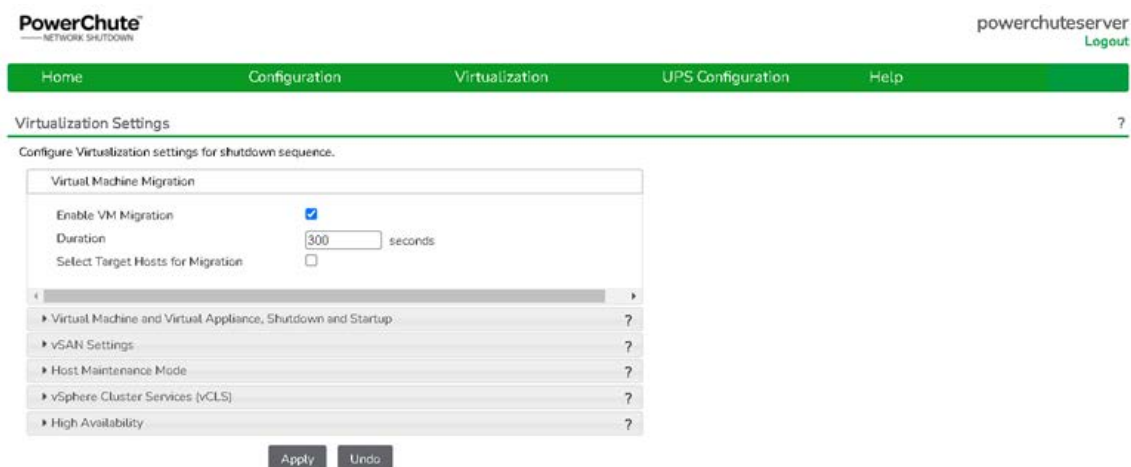 PowerChute
NETWORK SHUTDOWN
powerchuteserver
Logout
Home Configuration Virtualization UPS Configuration Help
Virtualization Settings ?
Configure Virtualization settings for shutdown sequence.
Virtual Machine Migration
Enable VM Migration
Duration 300 seconds
Select Target Hosts for Migration
Virtual Machine and Virtual Appliance, Shutdown and Startup ?
vSAN Settings ?
Host Maintenance Mode ?
vSphere Cluster Services (vCLS) ?
High Availability ?
Apply Undo